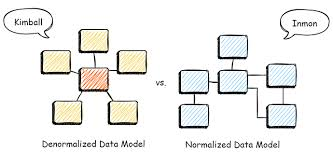 Kimball
Inmon
vs.
Denormalized Data Model
Normalized Data Model